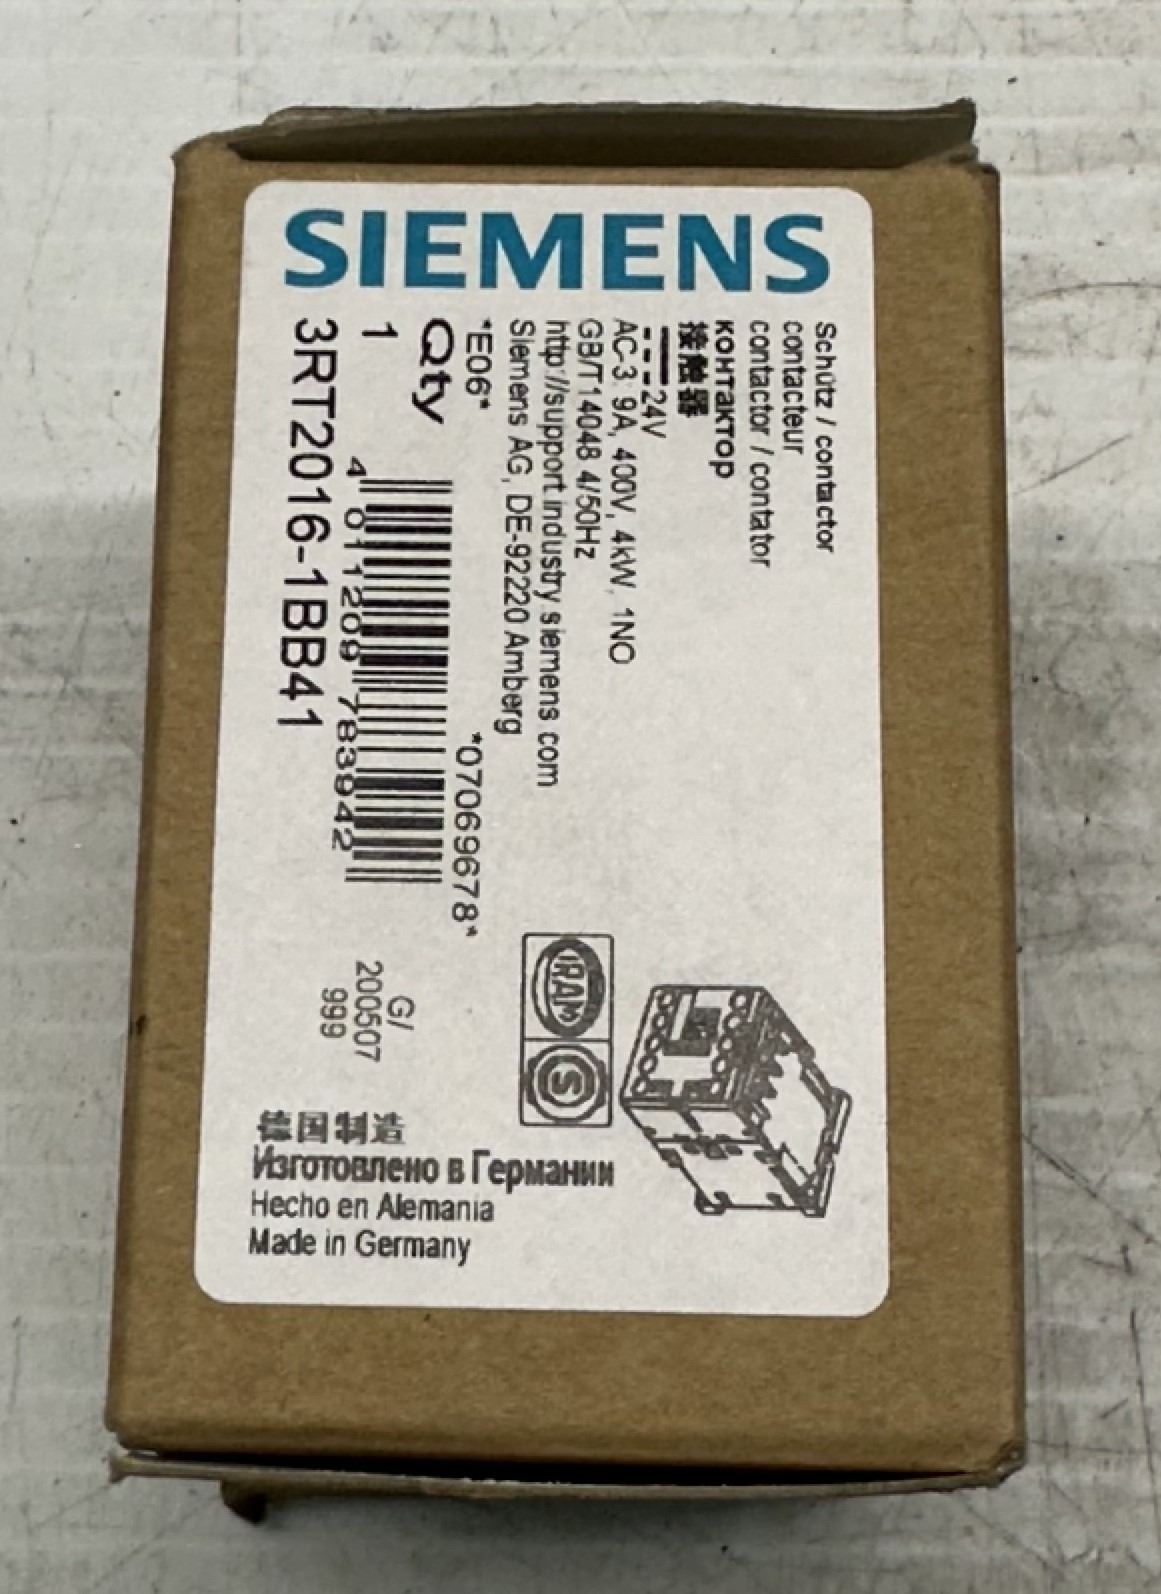 SIEMENS
Schütz / contactor
contacteur
contactor / contator
контактор
接触器
24V
AC-3: 9A, 400V, 4kW, 1NO
GB/T14048.4/50Hz
http://support.industry.siemens.com
Siemens AG, DE-92220 Amberg
*E06*
*07069678*
Qty
1
4 011209 783942
3RT2016-1BB41
G/
200507
999
IRAM
S
德国制造
Изготовлено в Германии
Hecho en Alemania
Made in Germany